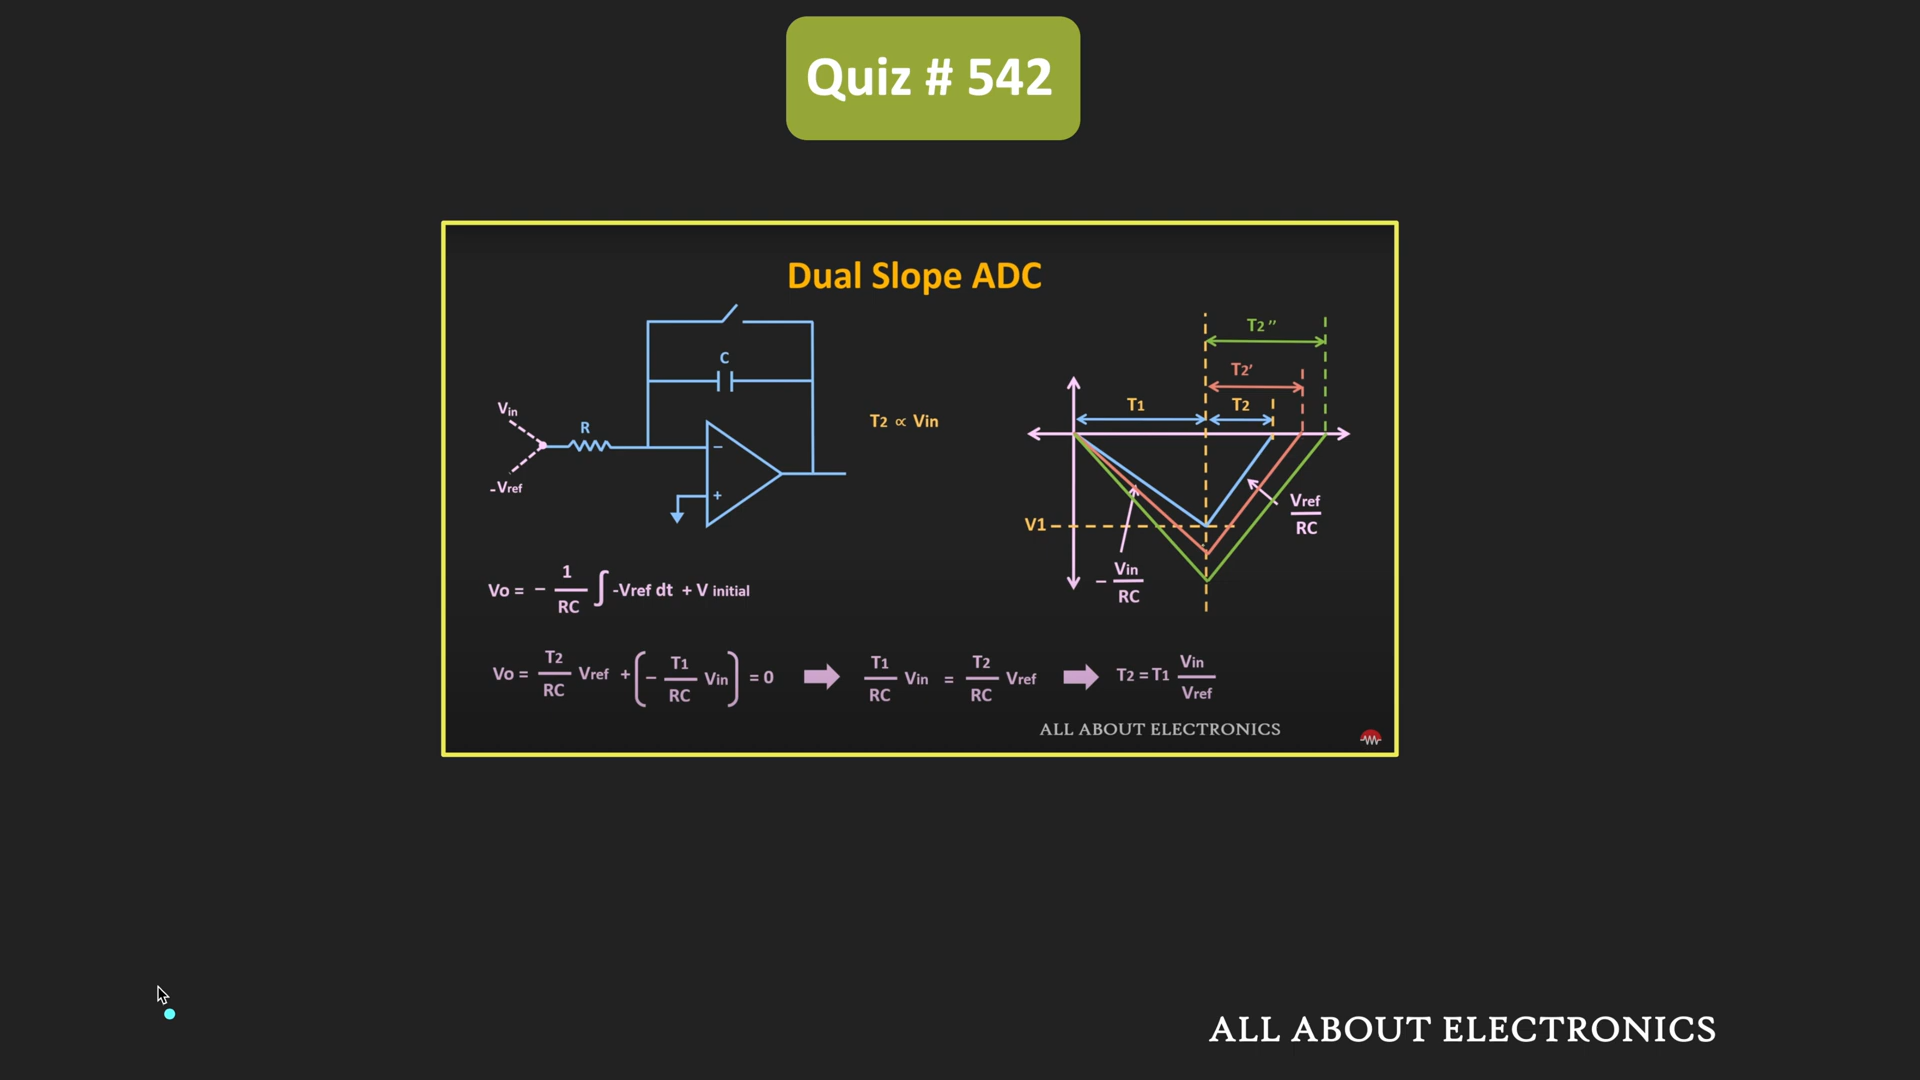 Quiz # 542
Dual Slope ADC
T2 ″
C
T2′
Vin
R
T2 ∝ Vin
T1
T2
−
-Vref
+
V1
Vref
RC
− Vin
RC
Vo = − 1/RC ∫ -Vref dt + V initial
Vo = T2/RC Vref + ( − T1/RC Vin ) = 0 ➡ T1/RC Vin = T2/RC Vref ➡ T2 = T1 Vin/Vref
ALL ABOUT ELECTRONICS
ALL ABOUT ELECTRONICS